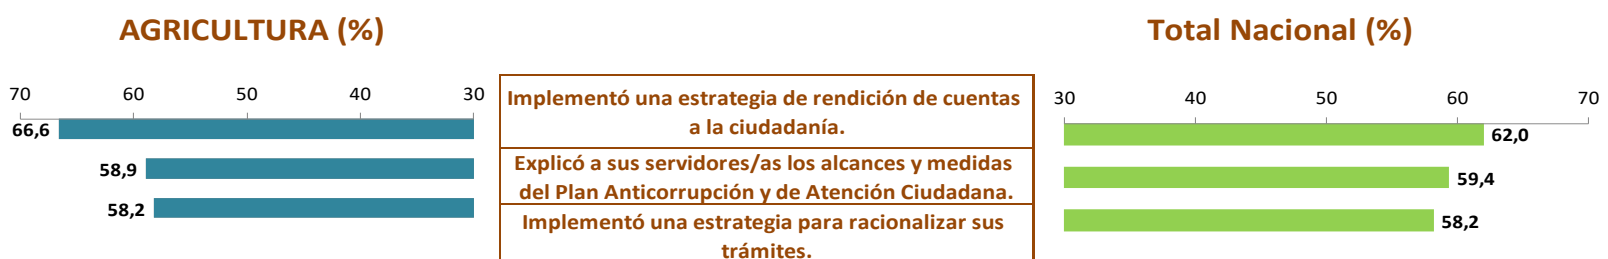 AGRICULTURA (%)
Total Nacional (%)
70 60 50 40 30
30 40 50 60 70
Implementó una estrategia de rendición de cuentas
a la ciudadanía.
66,6
62,0
Explicó a sus servidores/as los alcances y medidas
del Plan Anticorrupción y de Atención Ciudadana.
58,9
59,4
Implementó una estrategia para racionalizar sus
trámites.
58,2
58,2